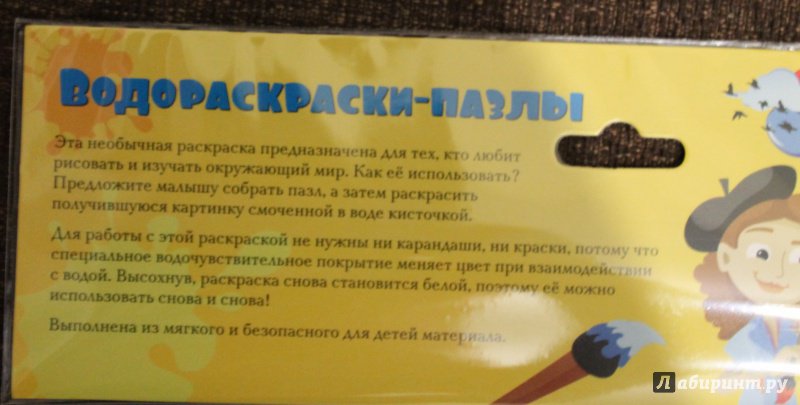 Водораскраски-пазлы
Эта необычная раскраска предназначена для тех, кто любит
рисовать и изучать окружающий мир. Как её использовать?
Предложите малышу собрать пазл, а затем раскрасить
получившуюся картинку смоченной в воде кисточкой.
Для работы с этой раскраской не нужны ни карандаши, ни краски, потому что
специальное водочувствительное покрытие меняет цвет при взаимодействии
с водой. Высохнув, раскраска снова становится белой, поэтому её можно
использовать снова и снова!
Выполнена из мягкого и безопасного для детей материала.
Лабиринт.ру